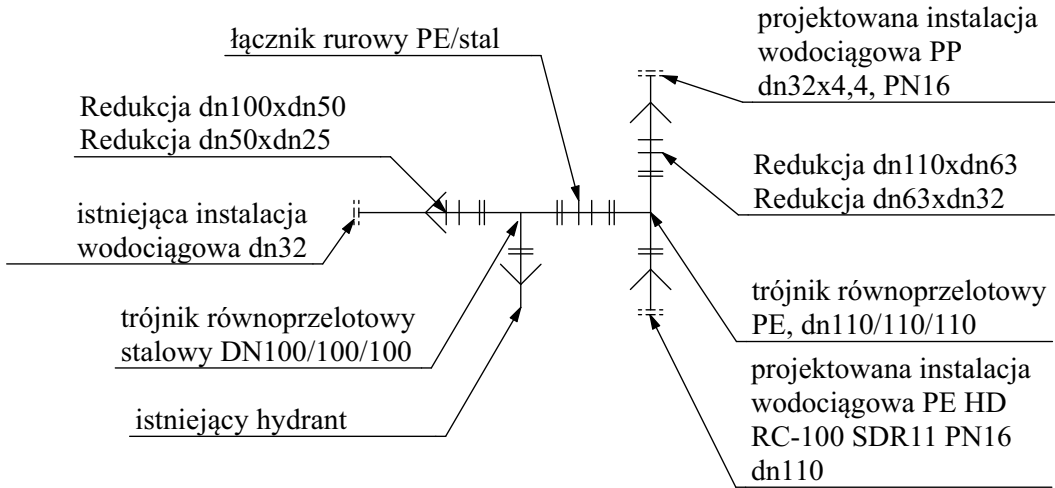 łącznik rurowy PE/stal
projektowana instalacja
wodociągowa PP
dn32x4,4, PN16
Redukcja dn100xdn50
Redukcja dn50xdn25
Redukcja dn110xdn63
Redukcja dn63xdn32
istniejąca instalacja
wodociągowa dn32
trójnik równoprzelotowy
stalowy DN100/100/100
trójnik równoprzelotowy
PE, dn110/110/110
istniejący hydrant
projektowana instalacja
wodociągowa PE HD
RC-100 SDR11 PN16
dn110